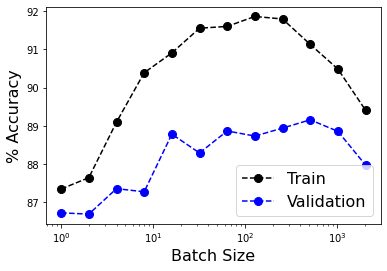 92
91
90
89
88
87
% Accuracy
10⁰
10¹
10²
10³
Batch Size
Train
Validation